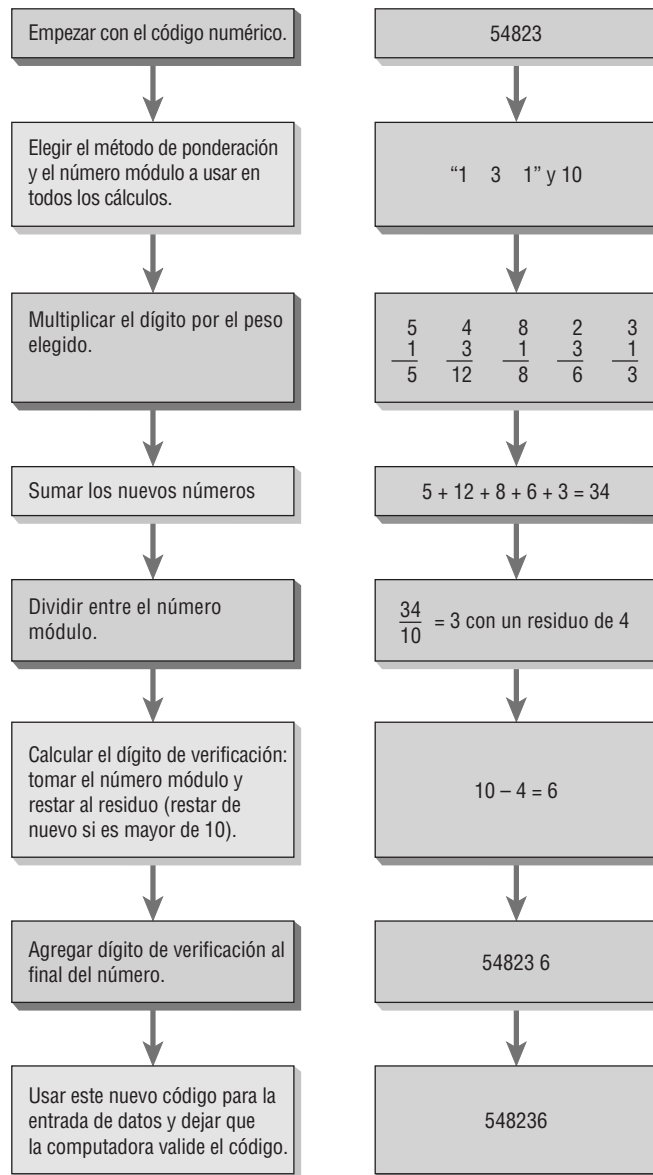 Empezar con el código numérico.
54823
Elegir el método de ponderación
y el número módulo a usar en
todos los cálculos.
“1 3 1” y 10
Multiplicar el dígito por el peso
elegido.
5 4 8 2 3
1 3 1 3 1
5 12 8 6 3
Sumar los nuevos números
5 + 12 + 8 + 6 + 3 = 34
Dividir entre el número
módulo.
34
10
= 3 con un residuo de 4
Calcular el dígito de verificación:
tomar el número módulo y
restar al residuo (restar de
nuevo si es mayor de 10).
10 – 4 = 6
Agregar dígito de verificación al
final del número.
54823 6
Usar este nuevo código para la
entrada de datos y dejar que
la computadora valide el código.
548236